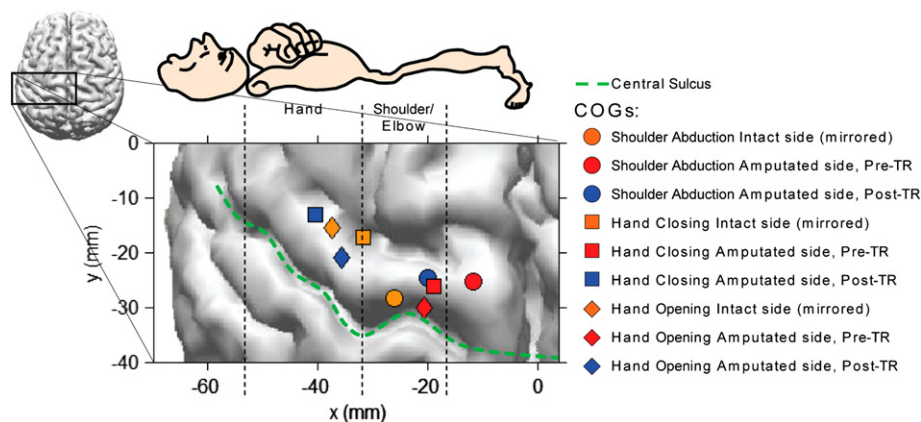 Hand
Shoulder/
Elbow
0
-10
-20
-30
-40
y (mm)
-60
-40
-20
0
x (mm)
Central Sulcus
COGs:
Shoulder Abduction Intact side (mirrored)
Shoulder Abduction Amputated side, Pre-TR
Shoulder Abduction Amputated side, Post-TR
Hand Closing Intact side (mirrored)
Hand Closing Amputated side, Pre-TR
Hand Closing Amputated side, Post-TR
Hand Opening Intact side (mirrored)
Hand Opening Amputated side, Pre-TR
Hand Opening Amputated side, Post-TR